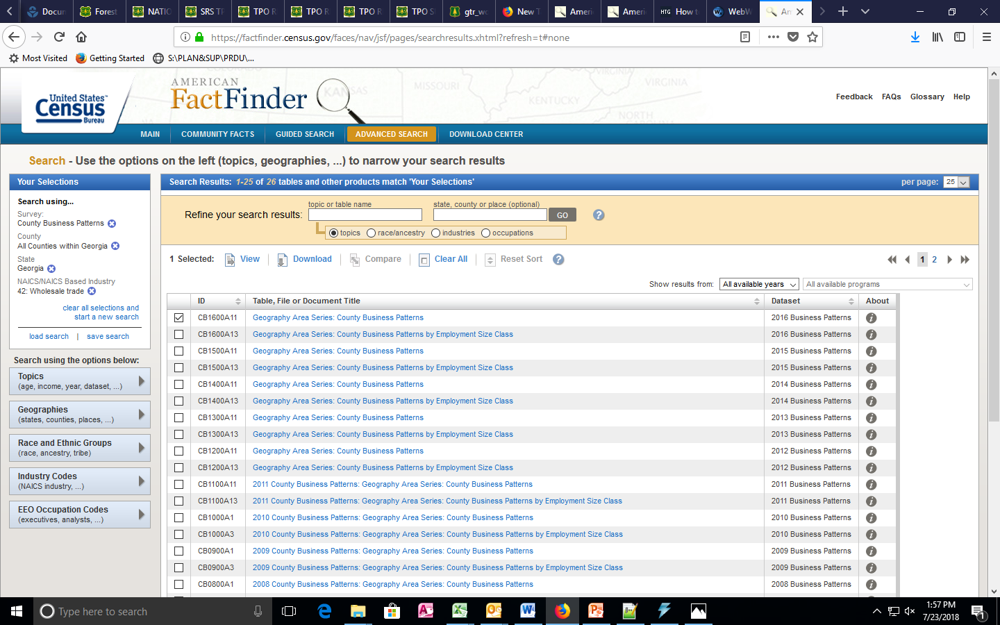 Docun
Forest
NATIO
SRS TP
TPO R
TPO R
TPO R
TPO S
gtr_wo
New T
Ameri
Ameri
HTG How t
WebW
Am
https://factfinder.census.gov/faces/nav/jsf/pages/searchresults.xhtml?refresh=t#none
Most Visited Getting Started S:\PLAN&SUP\PRDU\...
United States™
Census
Bureau
AMERICAN
FactFinder
KANSAS
MISSOURI
KENTUCKY
VIRGINIA
NORTH
Feedback FAQs Glossary Help
MAIN COMMUNITY FACTS GUIDED SEARCH ADVANCED SEARCH DOWNLOAD CENTER
Search - Use the options on the left (topics, geographies, ...) to narrow your search results
Your Selections
Search using...
Survey:
County Business Patterns
County
All Counties within Georgia
State
Georgia
NAICS/NAICS Based Industry
42: Wholesale trade
clear all selections and
start a new search
load search | save search
Search using the options below:
Topics
(age, income, year, dataset, ...)
Geographies
(states, counties, places, ...)
Race and Ethnic Groups
(race, ancestry, tribe)
Industry Codes
(NAICS industry, ...)
EEO Occupation Codes
(executives, analysts, ...)
Search Results: 1-25 of 26 tables and other products match 'Your Selections'
per page: 25
topic or table name state, county or place (optional)
Refine your search results: GO ?
topics race/ancestry industries occupations
1 Selected: View Download Compare Clear All Reset Sort ?
1 2
Show results from: All available years All available programs
ID Table, File or Document Title Dataset About
CB1600A11 Geography Area Series: County Business Patterns 2016 Business Patterns
CB1600A13 Geography Area Series: County Business Patterns by Employment Size Class 2016 Business Patterns
CB1500A11 Geography Area Series: County Business Patterns 2015 Business Patterns
CB1500A13 Geography Area Series: County Business Patterns by Employment Size Class 2015 Business Patterns
CB1400A11 Geography Area Series: County Business Patterns 2014 Business Patterns
CB1400A13 Geography Area Series: County Business Patterns by Employment Size Class 2014 Business Patterns
CB1300A11 Geography Area Series: County Business Patterns 2013 Business Patterns
CB1300A13 Geography Area Series: County Business Patterns by Employment Size Class 2013 Business Patterns
CB1200A11 Geography Area Series: County Business Patterns 2012 Business Patterns
CB1200A13 Geography Area Series: County Business Patterns by Employment Size Class 2012 Business Patterns
CB1100A11 2011 County Business Patterns: Geography Area Series: County Business Patterns 2011 Business Patterns
CB1100A13 2011 County Business Patterns: Geography Area Series: County Business Patterns by Employment Size Class 2011 Business Patterns
CB1000A1 2010 County Business Patterns: Geography Area Series: County Business Patterns 2010 Business Patterns
CB1000A3 2010 County Business Patterns: Geography Area Series: County Business Patterns by Employment Size Class 2010 Business Patterns
CB0900A1 2009 County Business Patterns: Geography Area Series: County Business Patterns 2009 Business Patterns
CB0900A3 2009 County Business Patterns: Geography Area Series: County Business Patterns by Employment Size Class 2009 Business Patterns
CB0800A1 2008 County Business Patterns: Geography Area Series: County Business Patterns 2008 Business Patterns
Type here to search
1:57 PM
7/23/2018
1